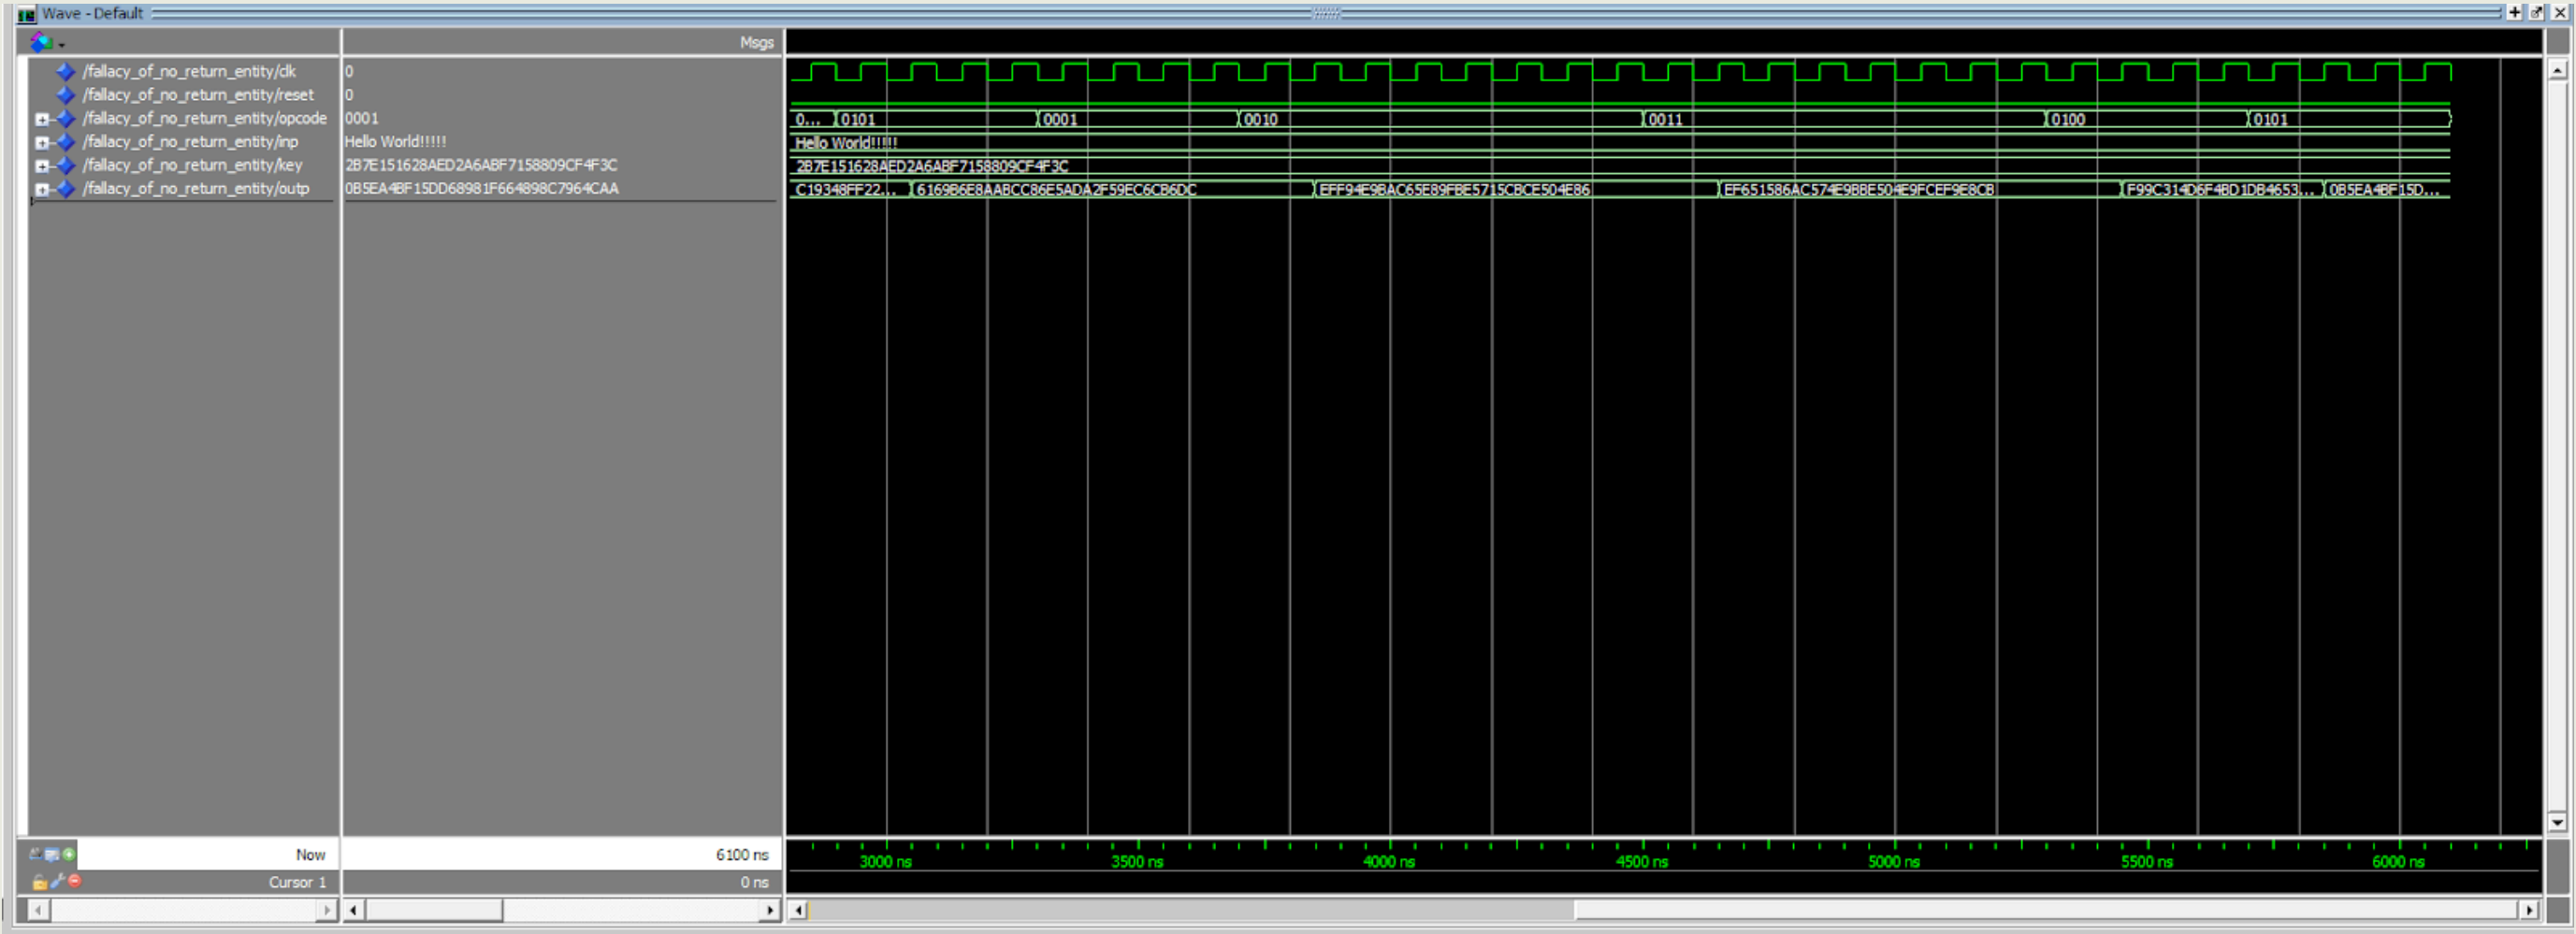 Wave - Default
Msgs
/fallacy_of_no_return_entity/clk 0
/fallacy_of_no_return_entity/reset 0
/fallacy_of_no_return_entity/opcode 0001 0... 0101 0001 0010 0011 0100 0101
/fallacy_of_no_return_entity/inp Hello World!!!!! Hello World!!!!!
/fallacy_of_no_return_entity/key 2B7E151628AED2A6ABF7158809CF4F3C 2B7E151628AED2A6ABF7158809CF4F3C
/fallacy_of_no_return_entity/outp 0B5EA4BF15DD68981F664898C7964CAA C19348FF22... 6169B6E8AABCC86E5ADA2F59EC6CB6DC EFF94E9BAC65E89FBE5715CBCE504E86 EF651586AC574E9BBE504E9FCEF9E8CB F99C314D6F4BD1DB4653... 0B5EA4BF15D...
Now 6100 ns 3000 ns 3500 ns 4000 ns 4500 ns 5000 ns 5500 ns 6000 ns
Cursor 1 0 ns